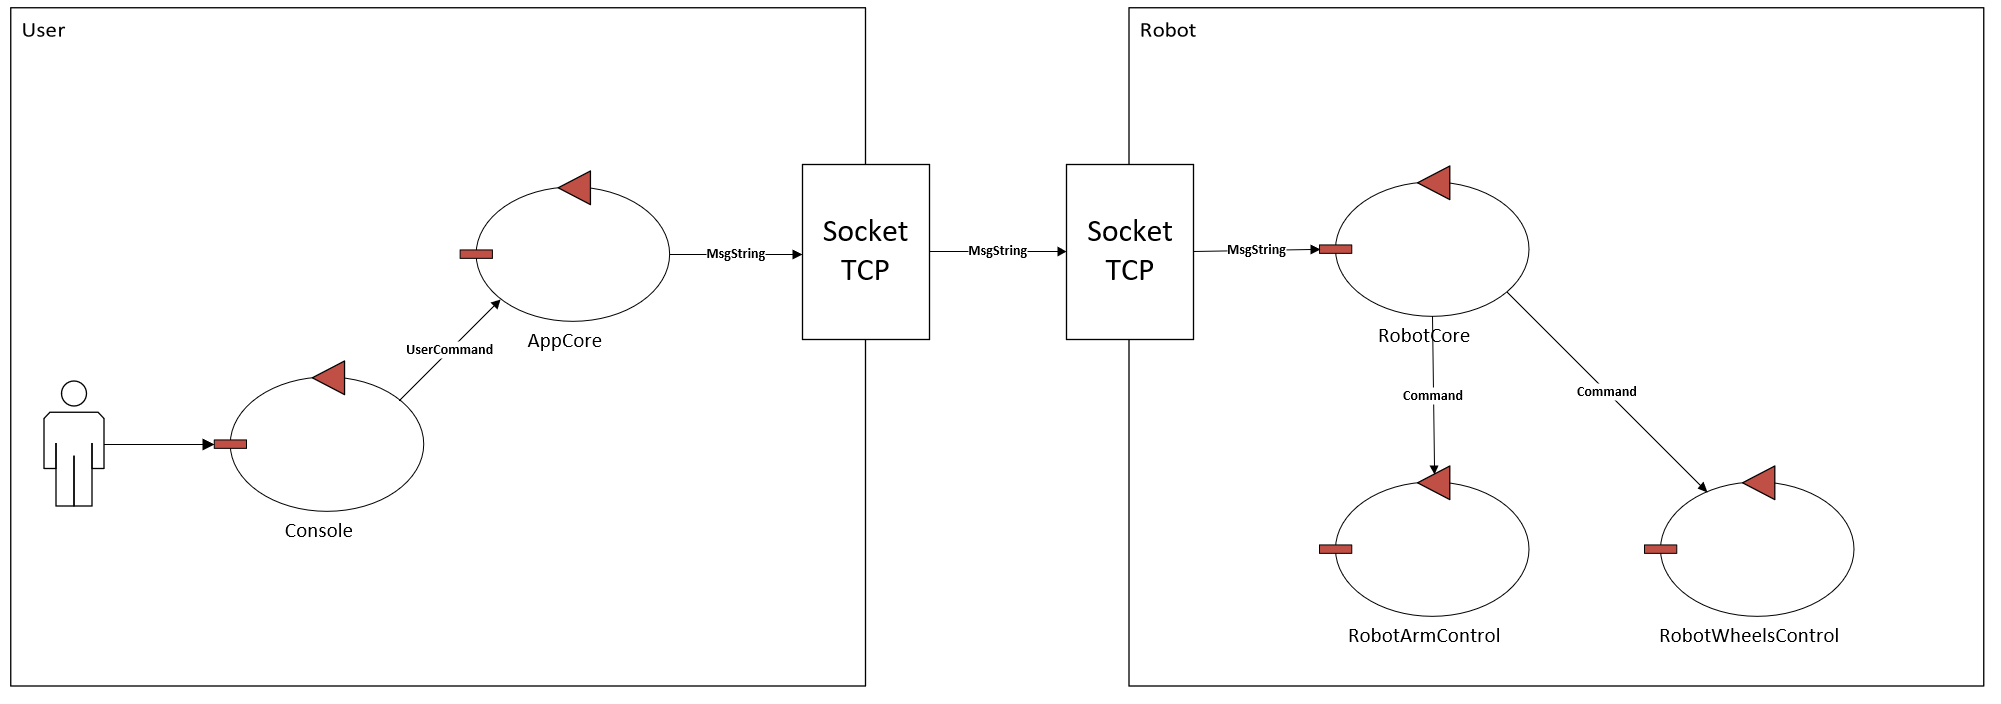 User
Robot
Socket
TCP
Socket
TCP
MsgString
MsgString
MsgString
AppCore
RobotCore
UserCommand
Command
Command
Console
RobotArmControl
RobotWheelsControl